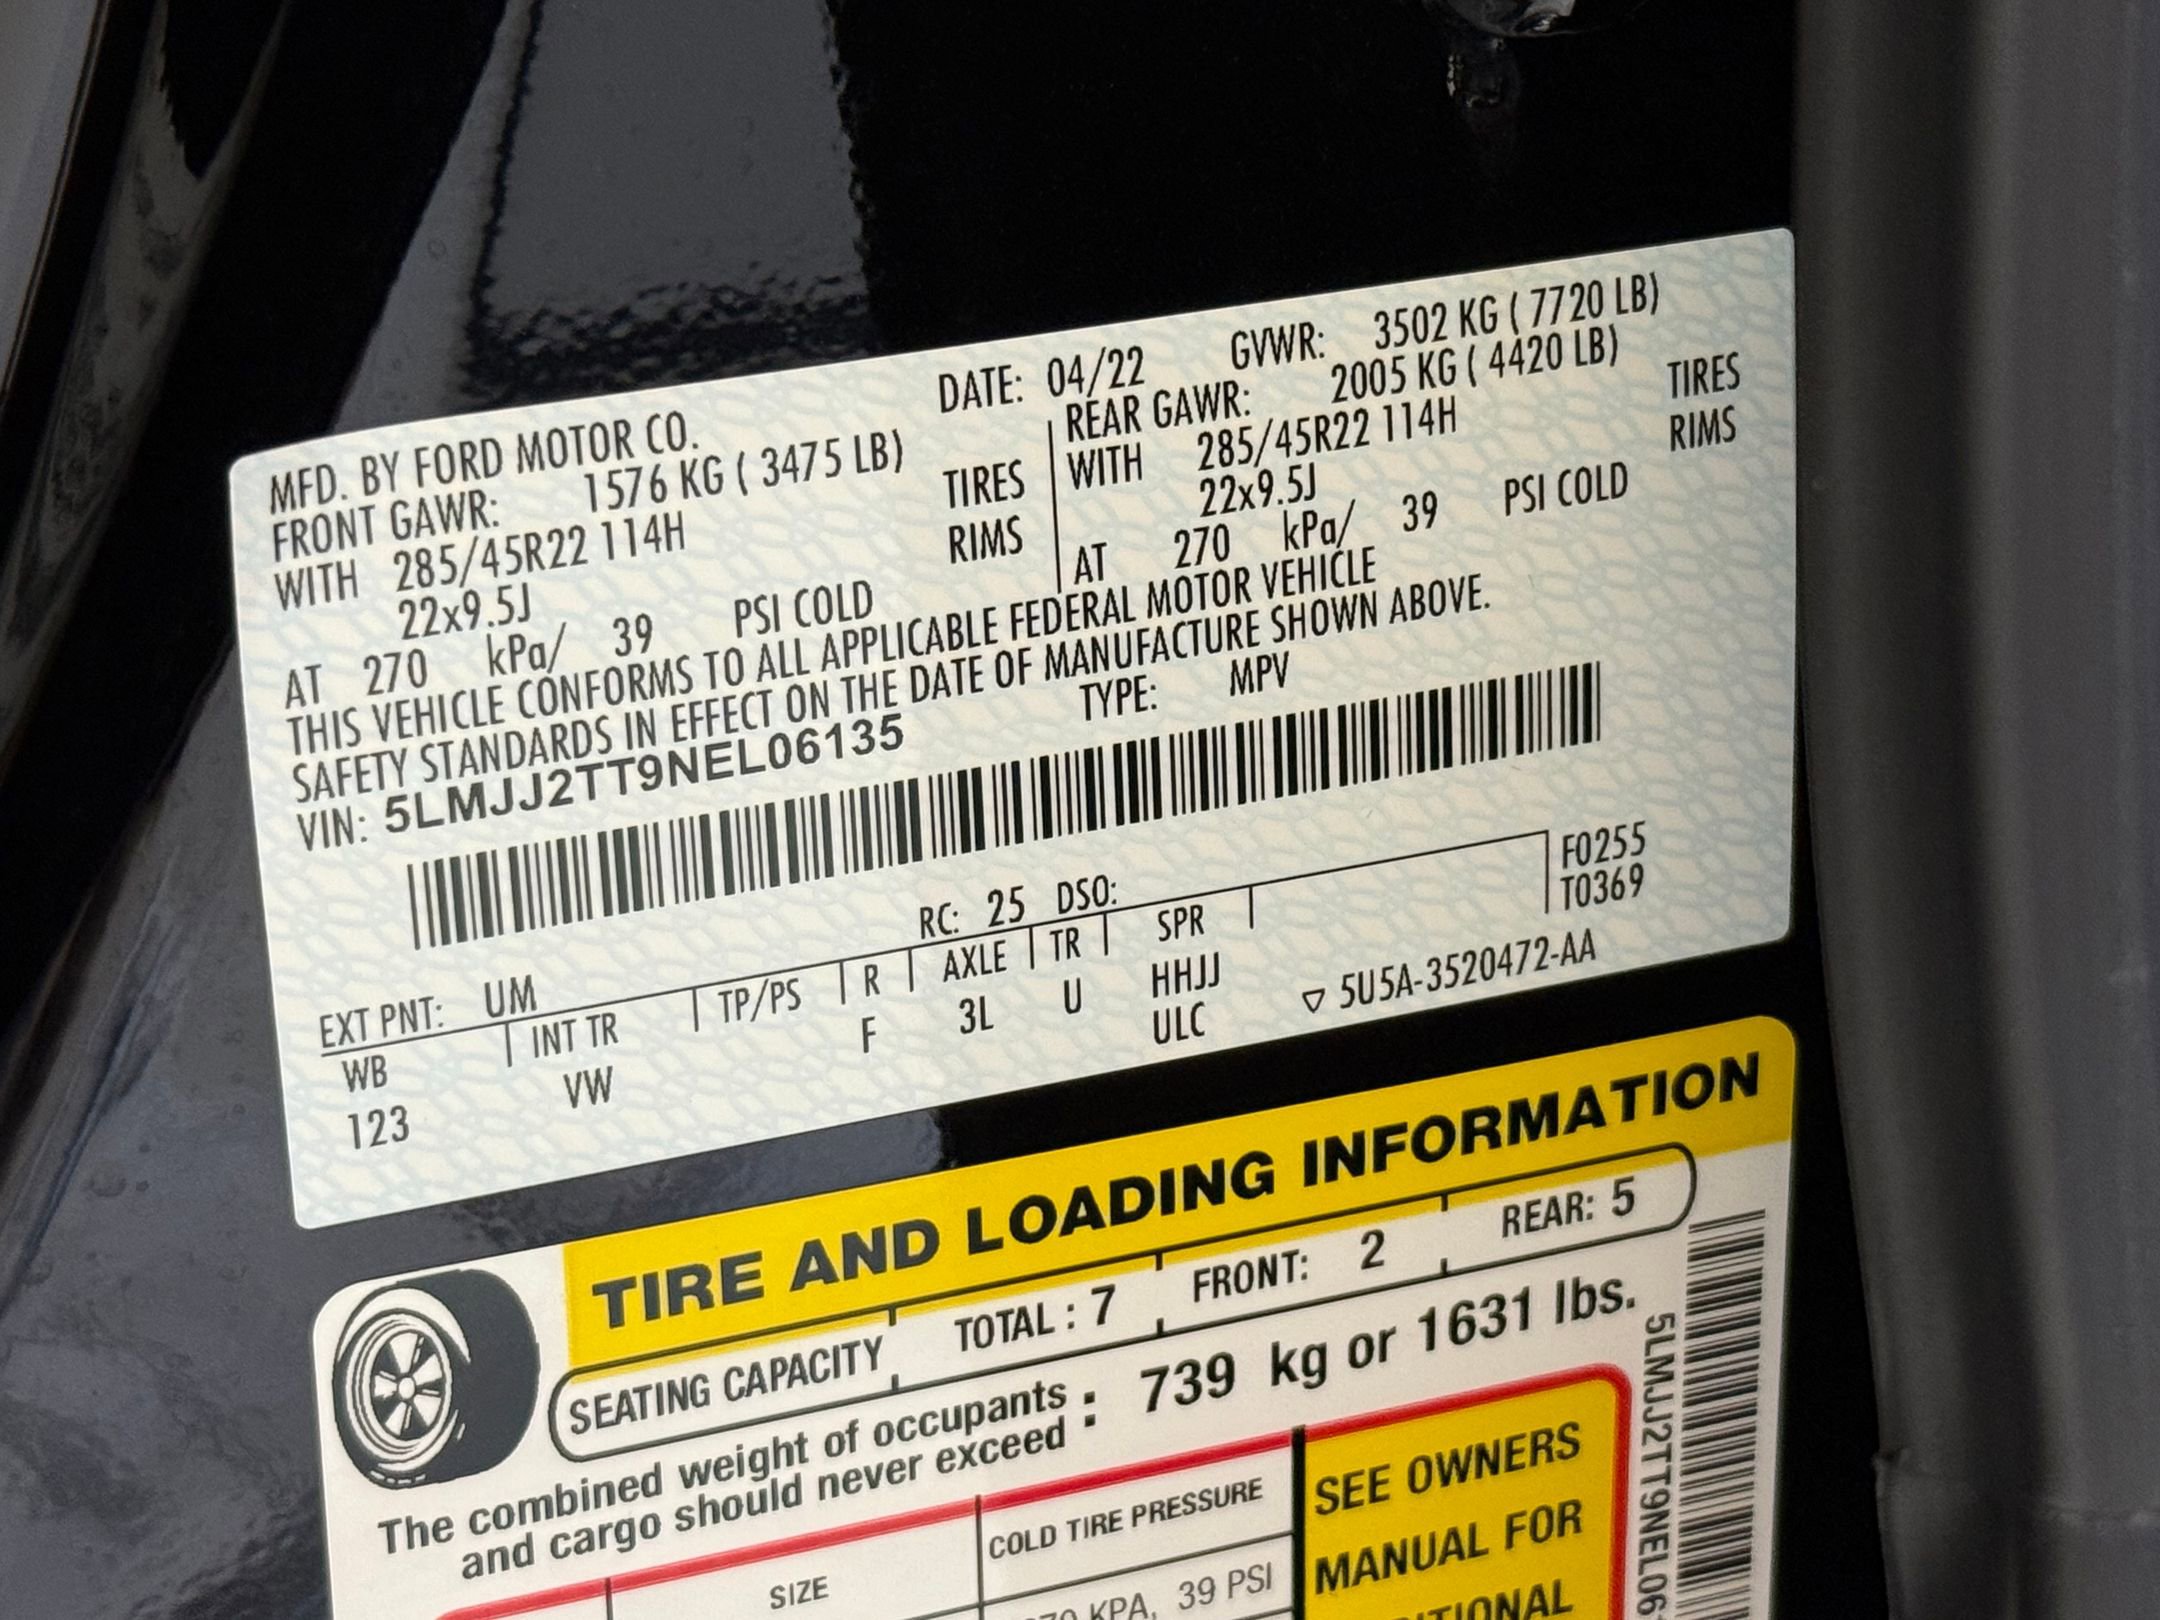 MFD. BY FORD MOTOR CO. DATE: 04/22 GVWR: 3502 KG ( 7720 LB)
FRONT GAWR: 1576 KG ( 3475 LB) REAR GAWR: 2005 KG ( 4420 LB)
WITH 285/45R22 114H TIRES WITH 285/45R22 114H TIRES
22x9.5J RIMS 22x9.5J RIMS
AT 270 kPa/ 39 PSI COLD AT 270 kPa/ 39 PSI COLD
THIS VEHICLE CONFORMS TO ALL APPLICABLE FEDERAL MOTOR VEHICLE
SAFETY STANDARDS IN EFFECT ON THE DATE OF MANUFACTURE SHOWN ABOVE.
VIN: 5LMJJ2TT9NEL06135 TYPE: MPV
F0255
T0369
EXT PNT: UM RC: 25 DSO:
WB INT TR TP/PS R AXLE TR SPR
123 VW F 3L U HHJJ
ULC
▽ 5U5A-3520472-AA
TIRE AND LOADING INFORMATION
SEATING CAPACITY TOTAL : 7 FRONT: 2 REAR: 5
The combined weight of occupants
and cargo should never exceed : 739 kg or 1631 lbs.
SIZE COLD TIRE PRESSURE
KPA, 39 PSI
SEE OWNERS
MANUAL FOR
5LMJJ2TT9NEL06